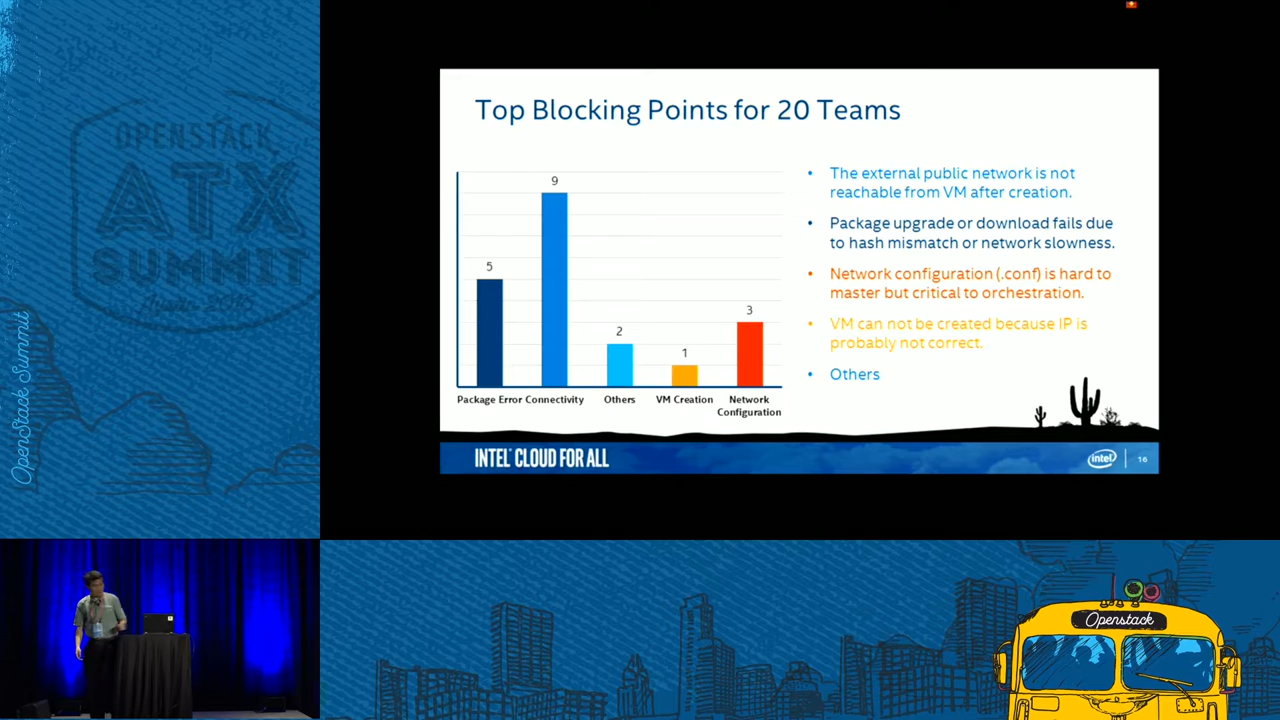 OPENSTACK
ATX
SUMMIT
OpenStack Summit
Top Blocking Points for 20 Teams
5
9
2
1
3
Package Error
Connectivity
Others
VM Creation
Network
Configuration
• The external public network is not
reachable from VM after creation.
• Package upgrade or download fails due
to hash mismatch or network slowness.
• Network configuration (.conf) is hard to
master but critical to orchestration.
• VM can not be created because IP is
probably not correct.
• Others
INTEL® CLOUD FOR ALL
intel
16
Openstack